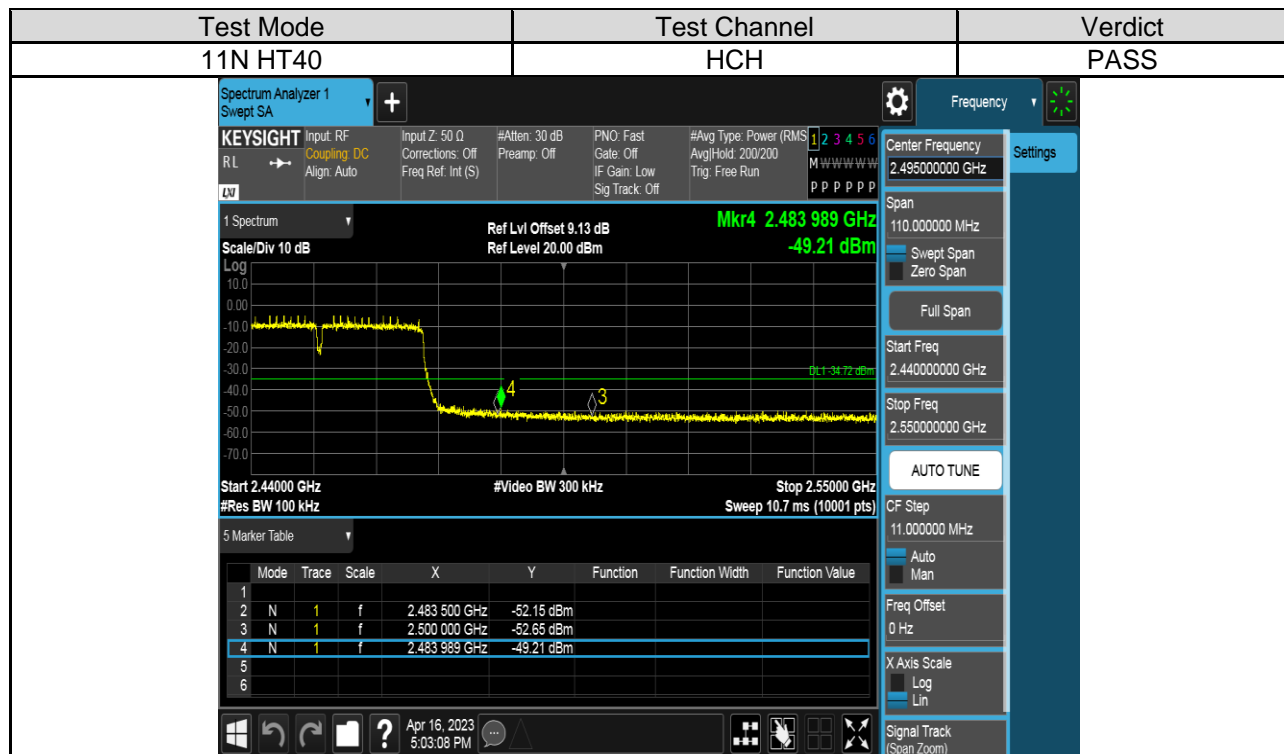 Test Mode Test Channel Verdict
11N HT40 HCH PASS
Spectrum Analyzer 1
Swept SA
+
Frequency
KEYSIGHT
RL
LXI
Input: RF
Coupling: DC
Align: Auto
Input Z: 50 Ω
Corrections: Off
Freq Ref: Int (S)
#Atten: 30 dB
Preamp: Off
PNO: Fast
Gate: Off
IF Gain: Low
Sig Track: Off
#Avg Type: Power (RMS
Avg|Hold: 200/200
Trig: Free Run
1 2 3 4 5 6
M W W W W W
P P P P P P
Center Frequency
2.495000000 GHz
Settings
Span
110.000000 MHz
Swept Span
Zero Span
Full Span
Start Freq
2.440000000 GHz
Stop Freq
2.550000000 GHz
AUTO TUNE
CF Step
11.000000 MHz
Auto
Man
Freq Offset
0 Hz
X Axis Scale
Log
Lin
Signal Track
(Span Zoom)
1 Spectrum
Scale/Div 10 dB
Ref Lvl Offset 9.13 dB
Ref Level 20.00 dBm
Mkr4 2.483 989 GHz
-49.21 dBm
Log
10.0
0.00
-10.0
-20.0
-30.0
DL1 -34.72 dBm
-40.0
4
3
-50.0
-60.0
-70.0
Start 2.44000 GHz #Video BW 300 kHz Stop 2.55000 GHz
#Res BW 100 kHz Sweep 10.7 ms (10001 pts)
5 Marker Table
Mode Trace Scale X Y Function Function Width Function Value
1
2 N 1 f 2.483 500 GHz -52.15 dBm
3 N 1 f 2.500 000 GHz -52.65 dBm
4 N 1 f 2.483 989 GHz -49.21 dBm
5
6
?
Apr 16, 2023
5:03:08 PM